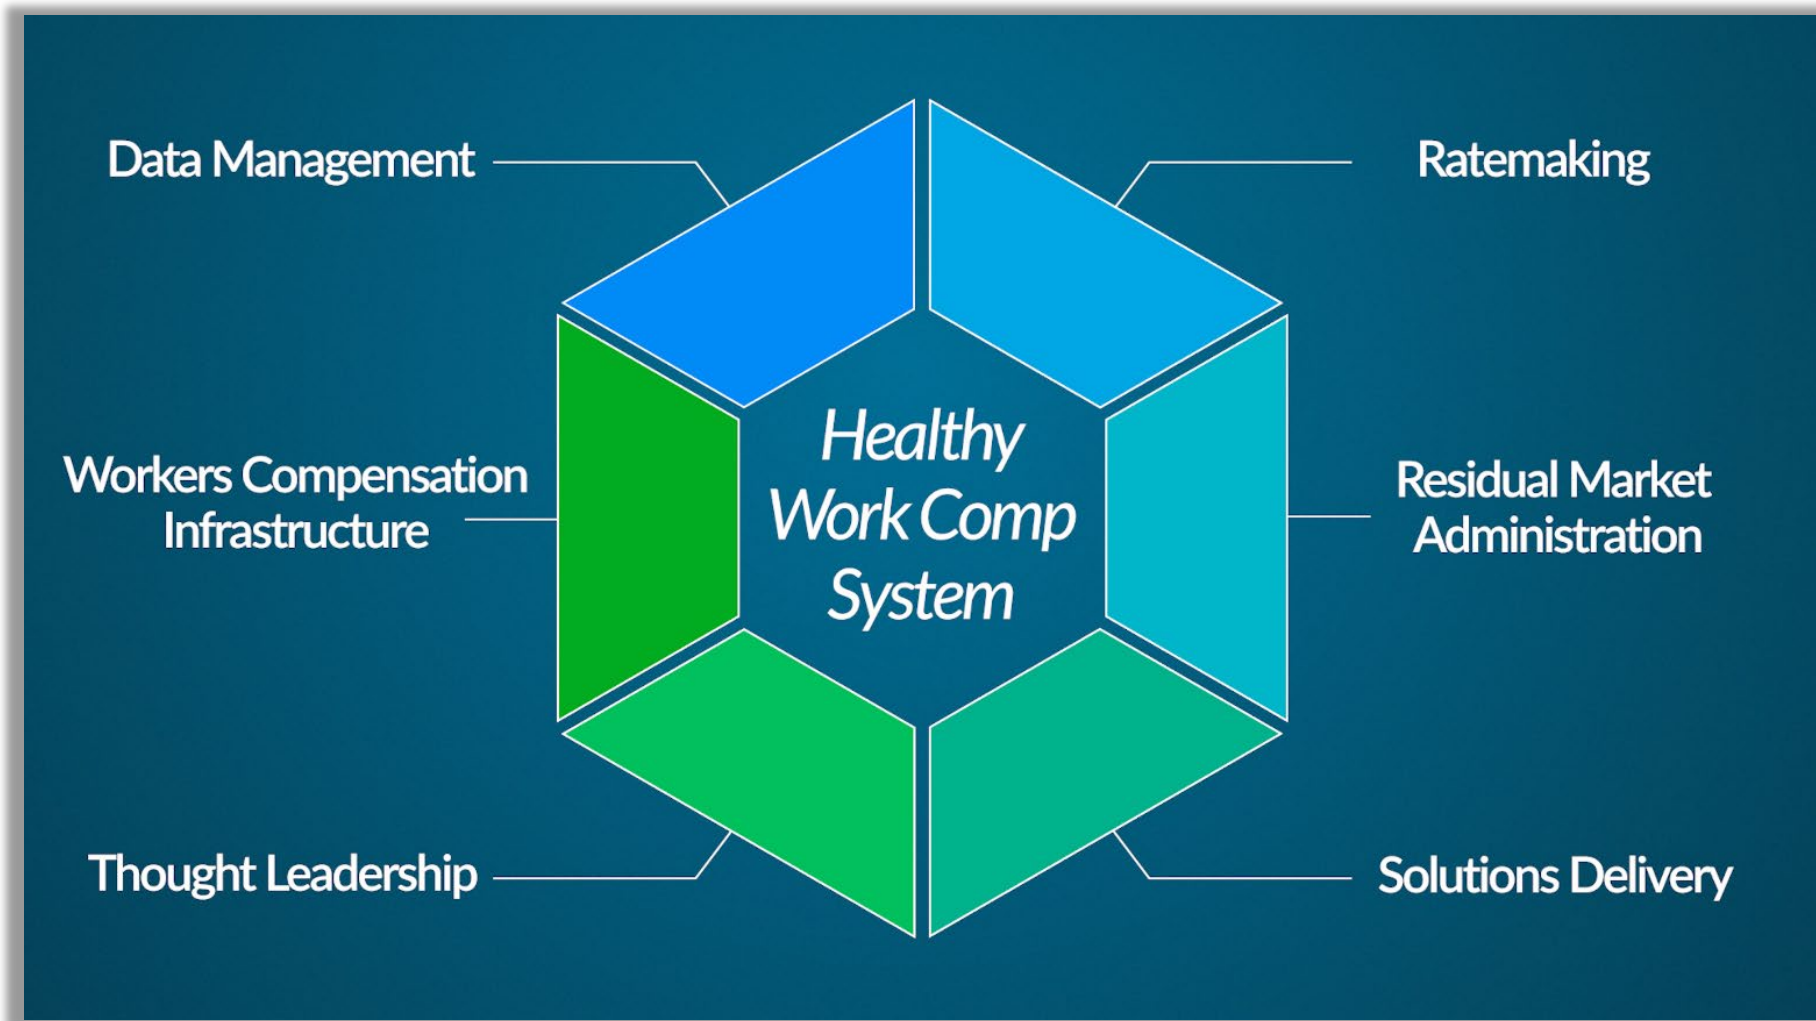 Data Management
Ratemaking
Healthy
Work Comp
System
Workers Compensation
Infrastructure
Residual Market
Administration
Thought Leadership
Solutions Delivery